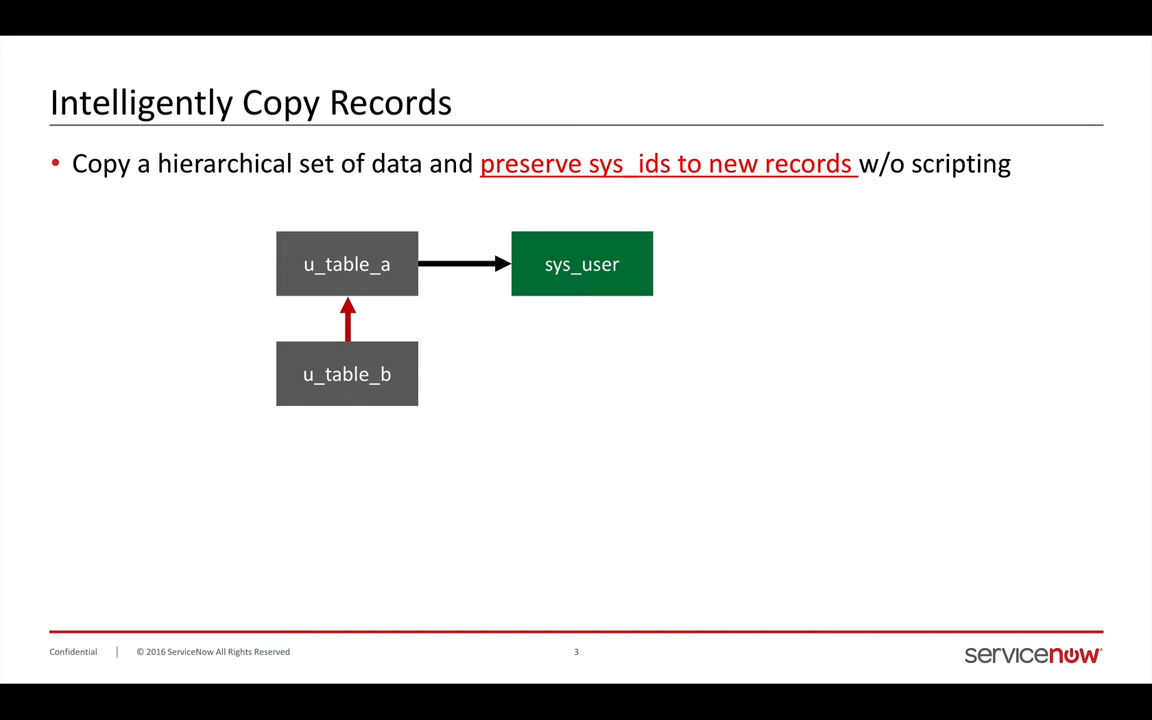 Intelligently Copy Records
• Copy a hierarchical set of data and preserve sys_ids to new records w/o scripting
u_table_a
sys_user
u_table_b
Confidential | © 2016 ServiceNow All Rights Reserved
3
servicenow